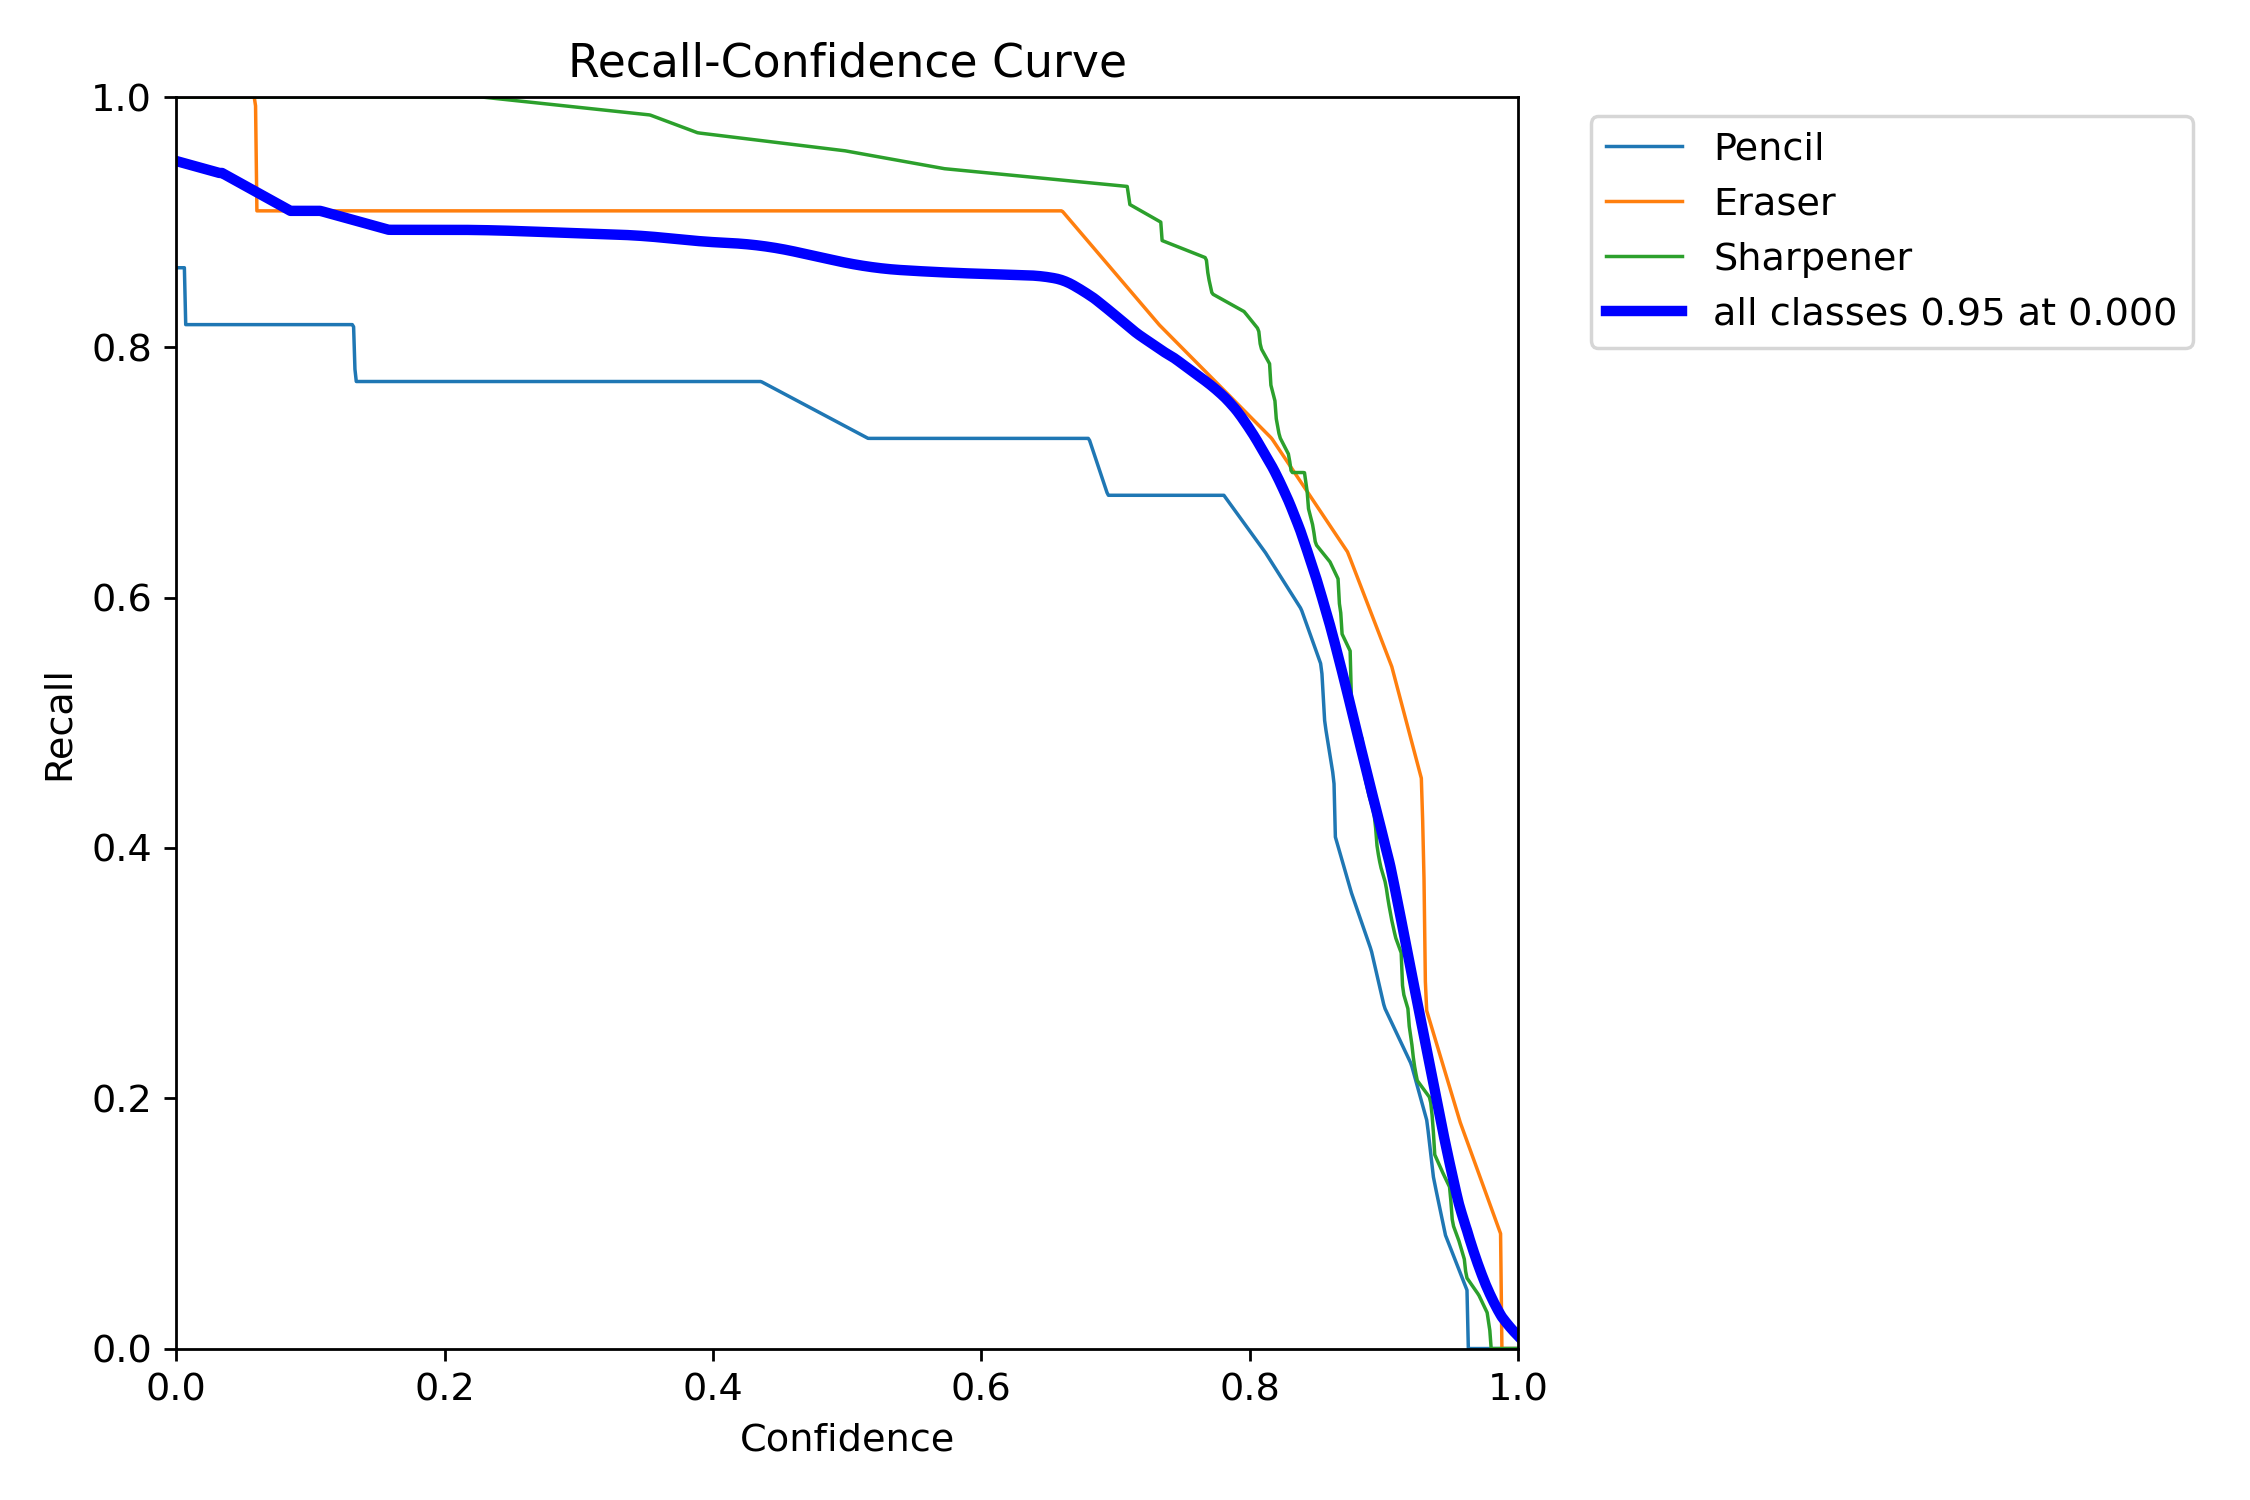 Recall-Confidence Curve
1.0
0.8
0.6
0.4
0.2
0.0
Recall
0.0 0.2 0.4 0.6 0.8 1.0
Confidence
Pencil
Eraser
Sharpener
all classes 0.95 at 0.000